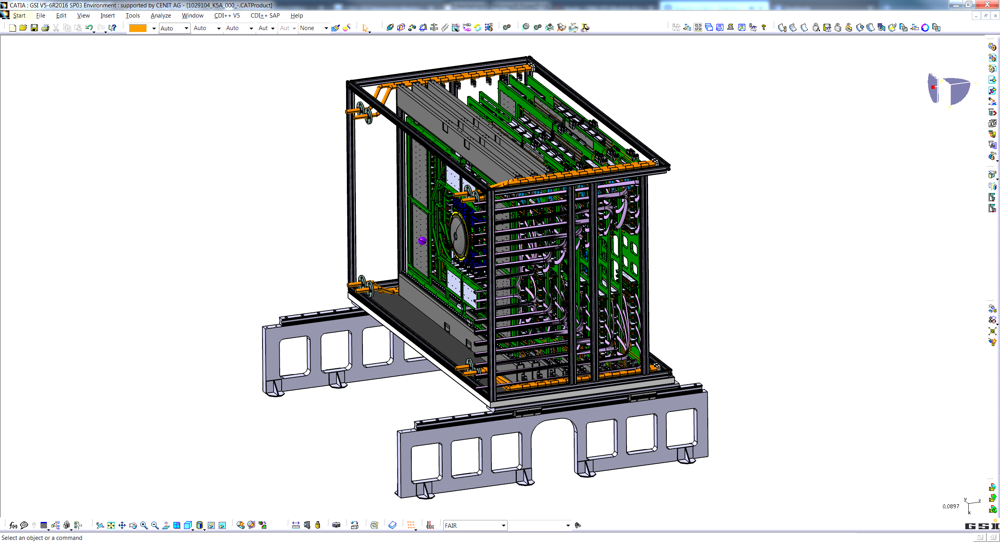 CATIA : GSI V5-6R2016 SP03 Environment : supported by CENIT AG - [1029104_K5A_000_-.CATProduct]
Start File Edit View Insert Tools Analyze Window CDI++ V5 CDI++ SAP Help
Auto Auto Auto Aut Aut None
y z
x
y z
0,0897
x
FAIR
GSI
Select an object or a command